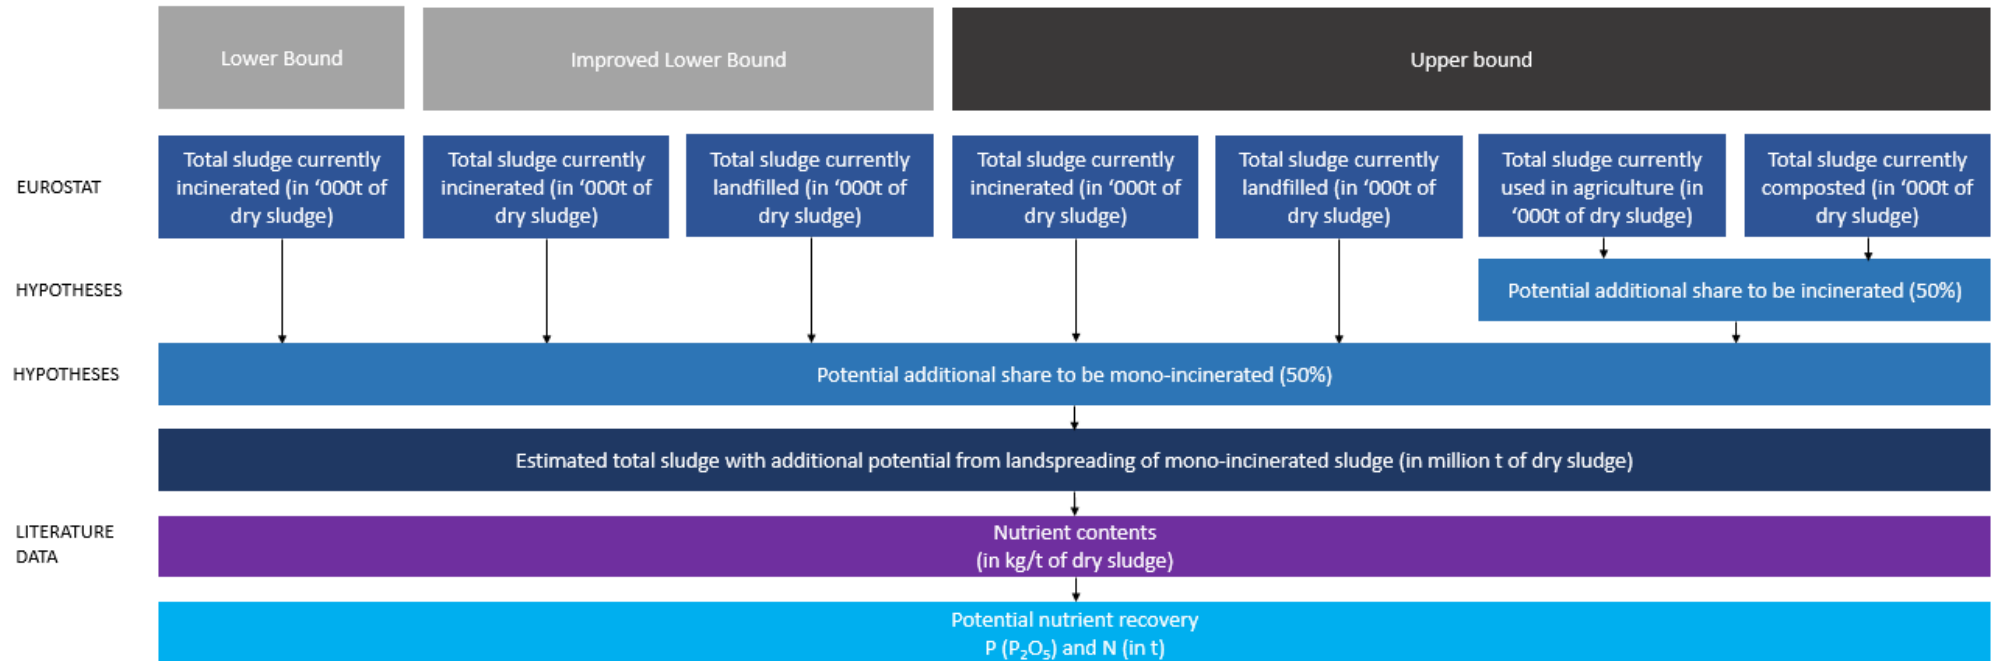 Lower Bound
Improved Lower Bound
Upper bound
EUROSTAT
Total sludge currently
incinerated (in ‘000t of
dry sludge)
Total sludge currently
incinerated (in ‘000t of
dry sludge)
Total sludge currently
landfilled (in ‘000t of
dry sludge)
Total sludge currently
incinerated (in ‘000t of
dry sludge)
Total sludge currently
landfilled (in ‘000t of
dry sludge)
Total sludge currently
used in agriculture (in
‘000t of dry sludge)
Total sludge currently
composted (in ‘000t of
dry sludge)
HYPOTHESES
Potential additional share to be incinerated (50%)
HYPOTHESES
Potential additional share to be mono-incinerated (50%)
Estimated total sludge with additional potential from landspreading of mono-incinerated sludge (in million t of dry sludge)
LITERATURE
DATA
Nutrient contents
(in kg/t of dry sludge)
Potential nutrient recovery
P (P₂O₅) and N (in t)